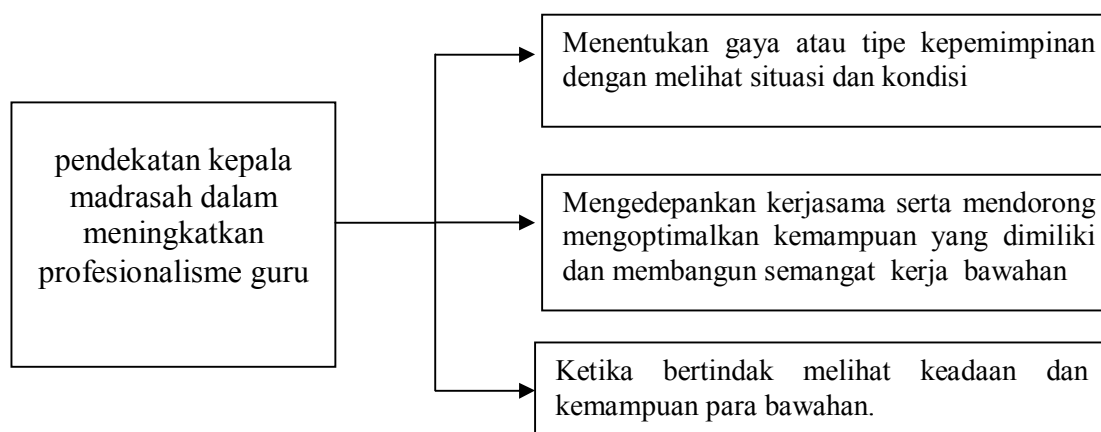 pendekatan kepala
madrasah dalam
meningkatkan
profesionalisme guru
Menentukan gaya atau tipe kepemimpinan
dengan melihat situasi dan kondisi
Mengedepankan kerjasama serta mendorong
mengoptimalkan kemampuan yang dimiliki
dan membangun semangat kerja bawahan
Ketika bertindak melihat keadaan dan
kemampuan para bawahan.